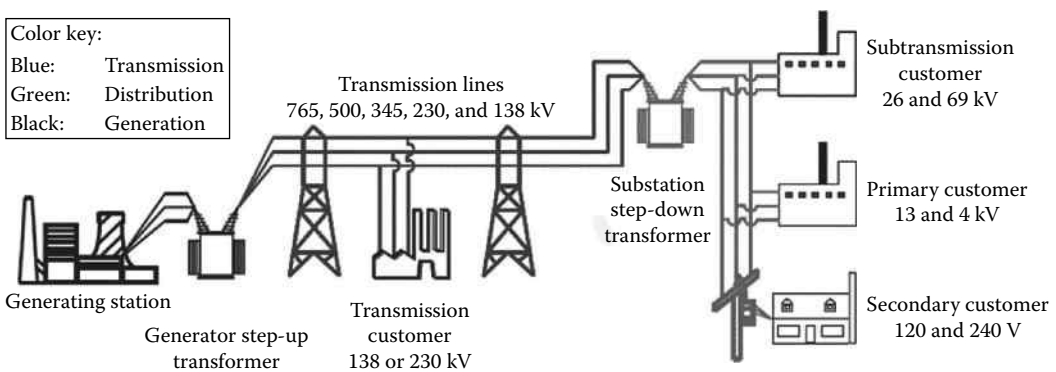 Color key:
Blue: Transmission
Green: Distribution
Black: Generation
Transmission lines
765, 500, 345, 230, and 138 kV
Subtransmission
customer
26 and 69 kV
Substation
step-down
transformer
Primary customer
13 and 4 kV
Generating station
Generator step-up
transformer
Transmission
customer
138 or 230 kV
Secondary customer
120 and 240 V